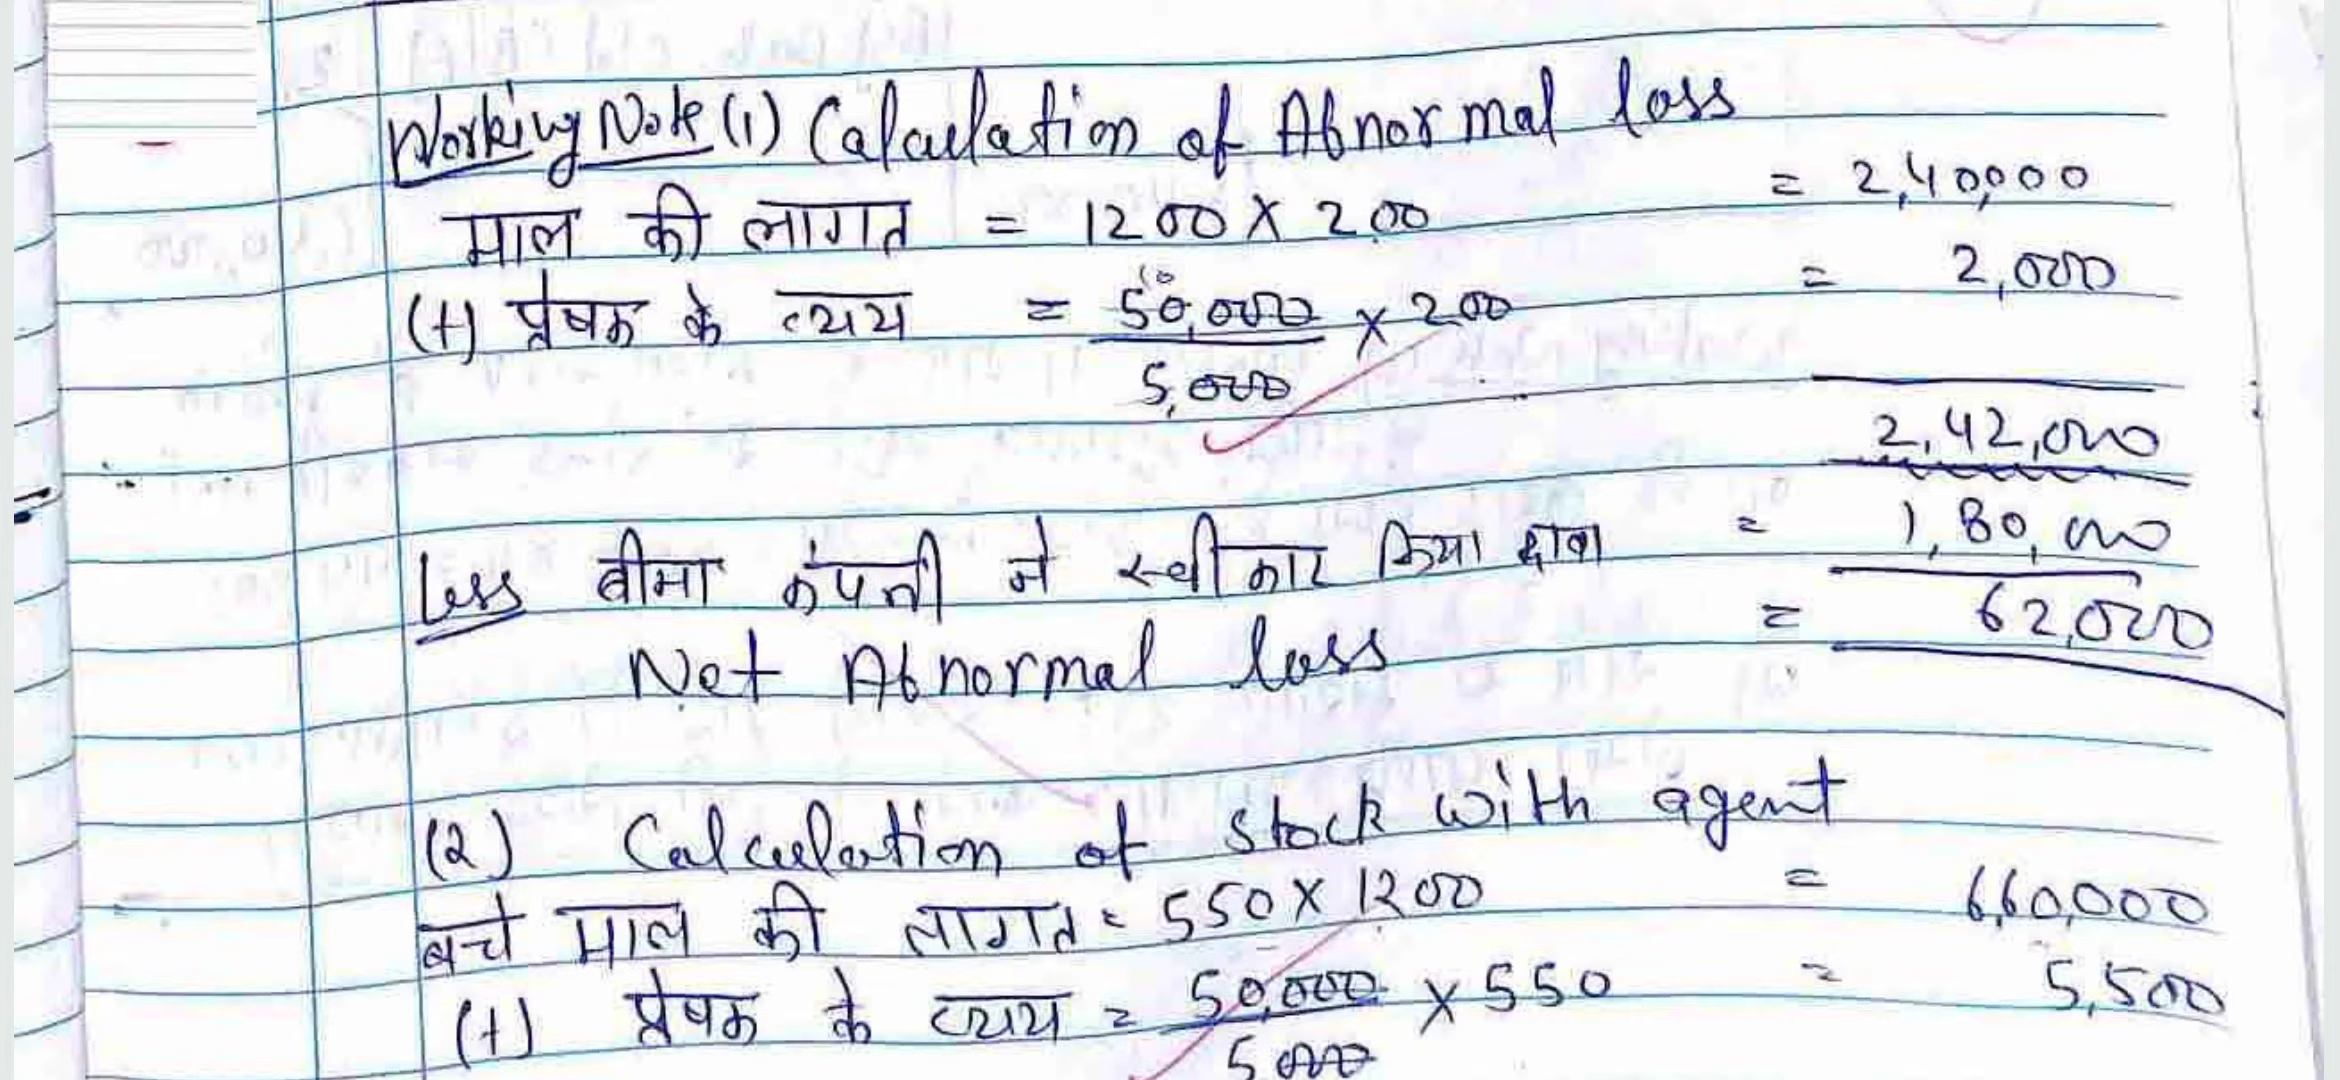 Working Note (1) Calculation of Abnormal loss
माल की लागत = 1200 X 200 = 2,40,000
(+) प्रेषक के व्यय = 50,000 / 5,000 X 200 = 2,000
2,42,000
Less बीमा कंपनी ने स्वीकार किया दावा = 1,80,000
Net Abnormal loss = 62,000
(2) Calculation of stock with agent
बचे माल की लागत = 550 X 1200 = 6,60,000
(+) प्रेषक के व्यय = 50,000 / 5,000 X 550 = 5,500